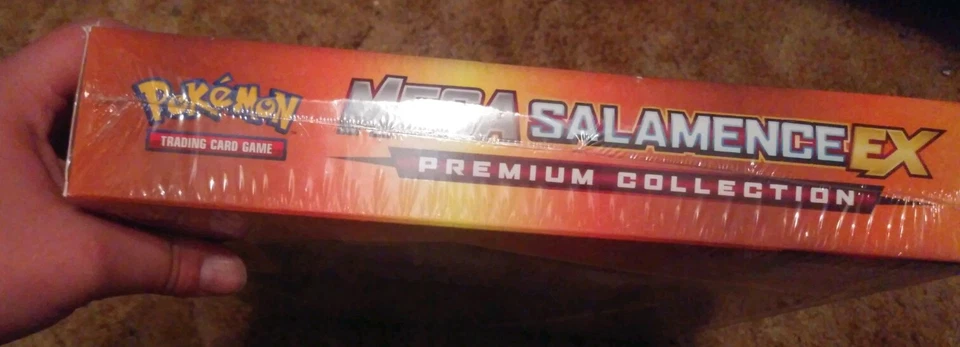 Pokémon
TRADING CARD GAME
MEGA SALAMENCE EX
PREMIUM COLLECTION